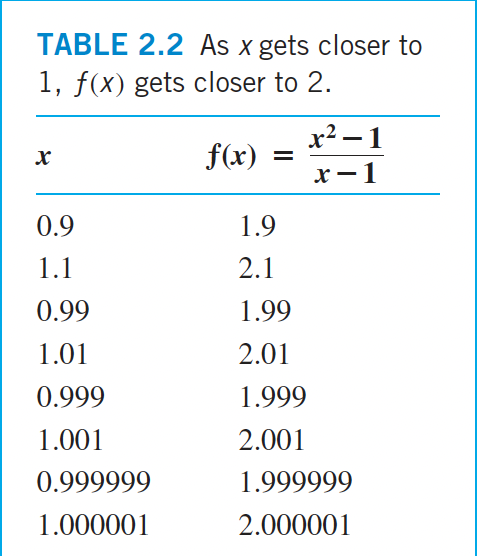 TABLE 2.2 As x gets closer to
1, f(x) gets closer to 2.
x f(x) = x² − 1 / x − 1
0.9 1.9
1.1 2.1
0.99 1.99
1.01 2.01
0.999 1.999
1.001 2.001
0.999999 1.999999
1.000001 2.000001